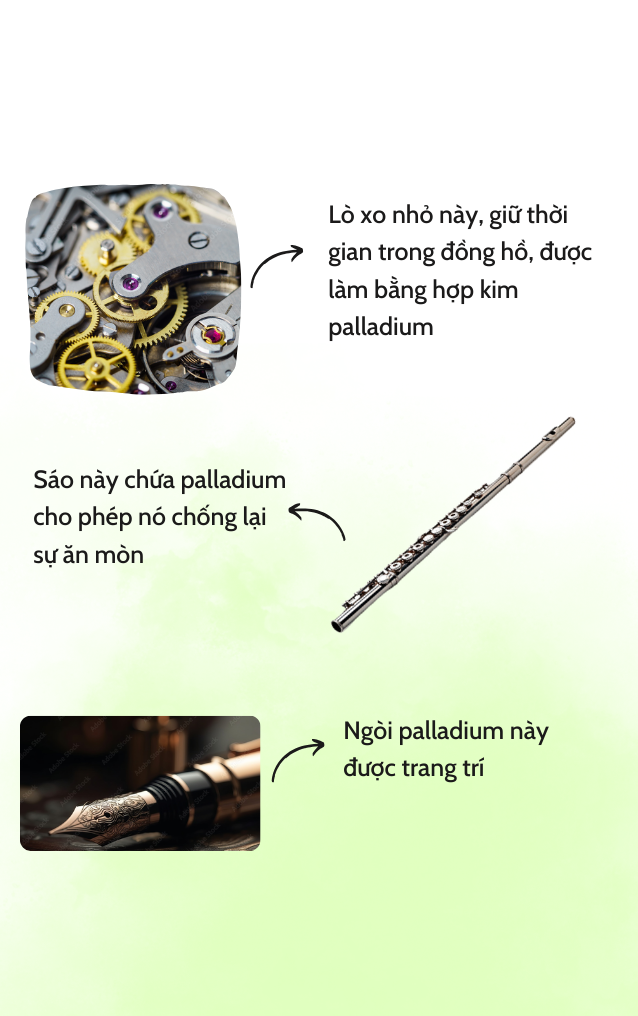 Lò xo nhỏ này, giữ thời
gian trong đồng hồ, được
làm bằng hợp kim
palladium
Sáo này chứa palladium
cho phép nó chống lại
sự ăn mòn
Ngòi palladium này
được trang trí